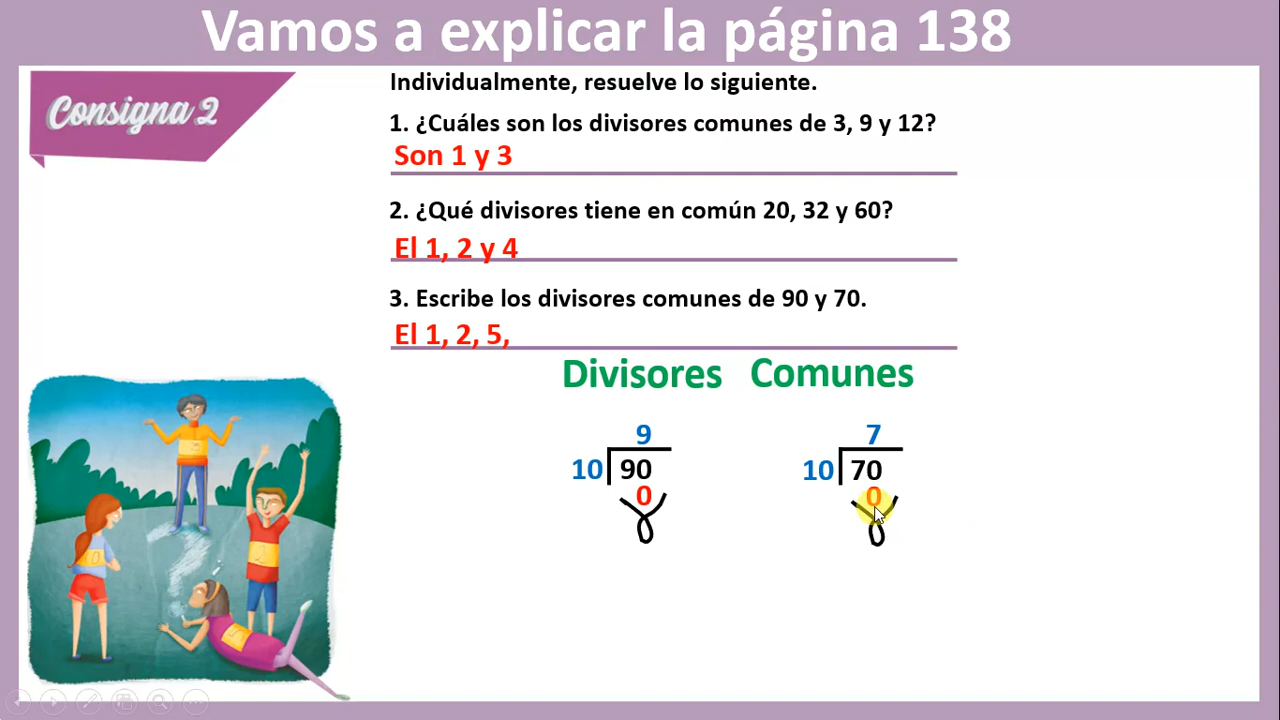 Vamos a explicar la página 138
Consigna 2
Individualmente, resuelve lo siguiente.
1. ¿Cuáles son los divisores comunes de 3, 9 y 12?
Son 1 y 3
2. ¿Qué divisores tiene en común 20, 32 y 60?
El 1, 2 y 4
3. Escribe los divisores comunes de 90 y 70.
El 1, 2, 5,
Divisores Comunes
9 7
10 90 10 70
0 0